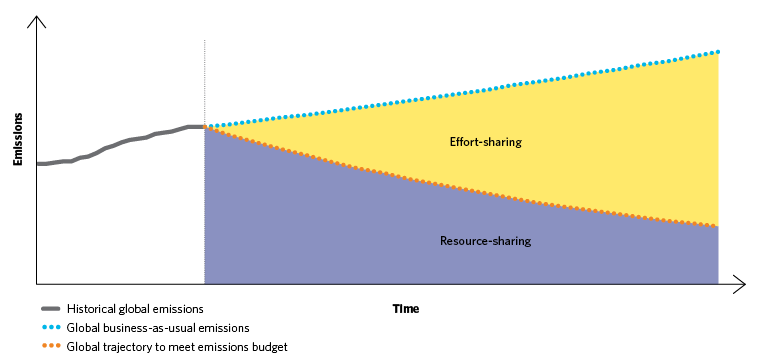 Emissions
Effort-sharing
Resource-sharing
Time
Historical global emissions
Global business-as-usual emissions
Global trajectory to meet emissions budget